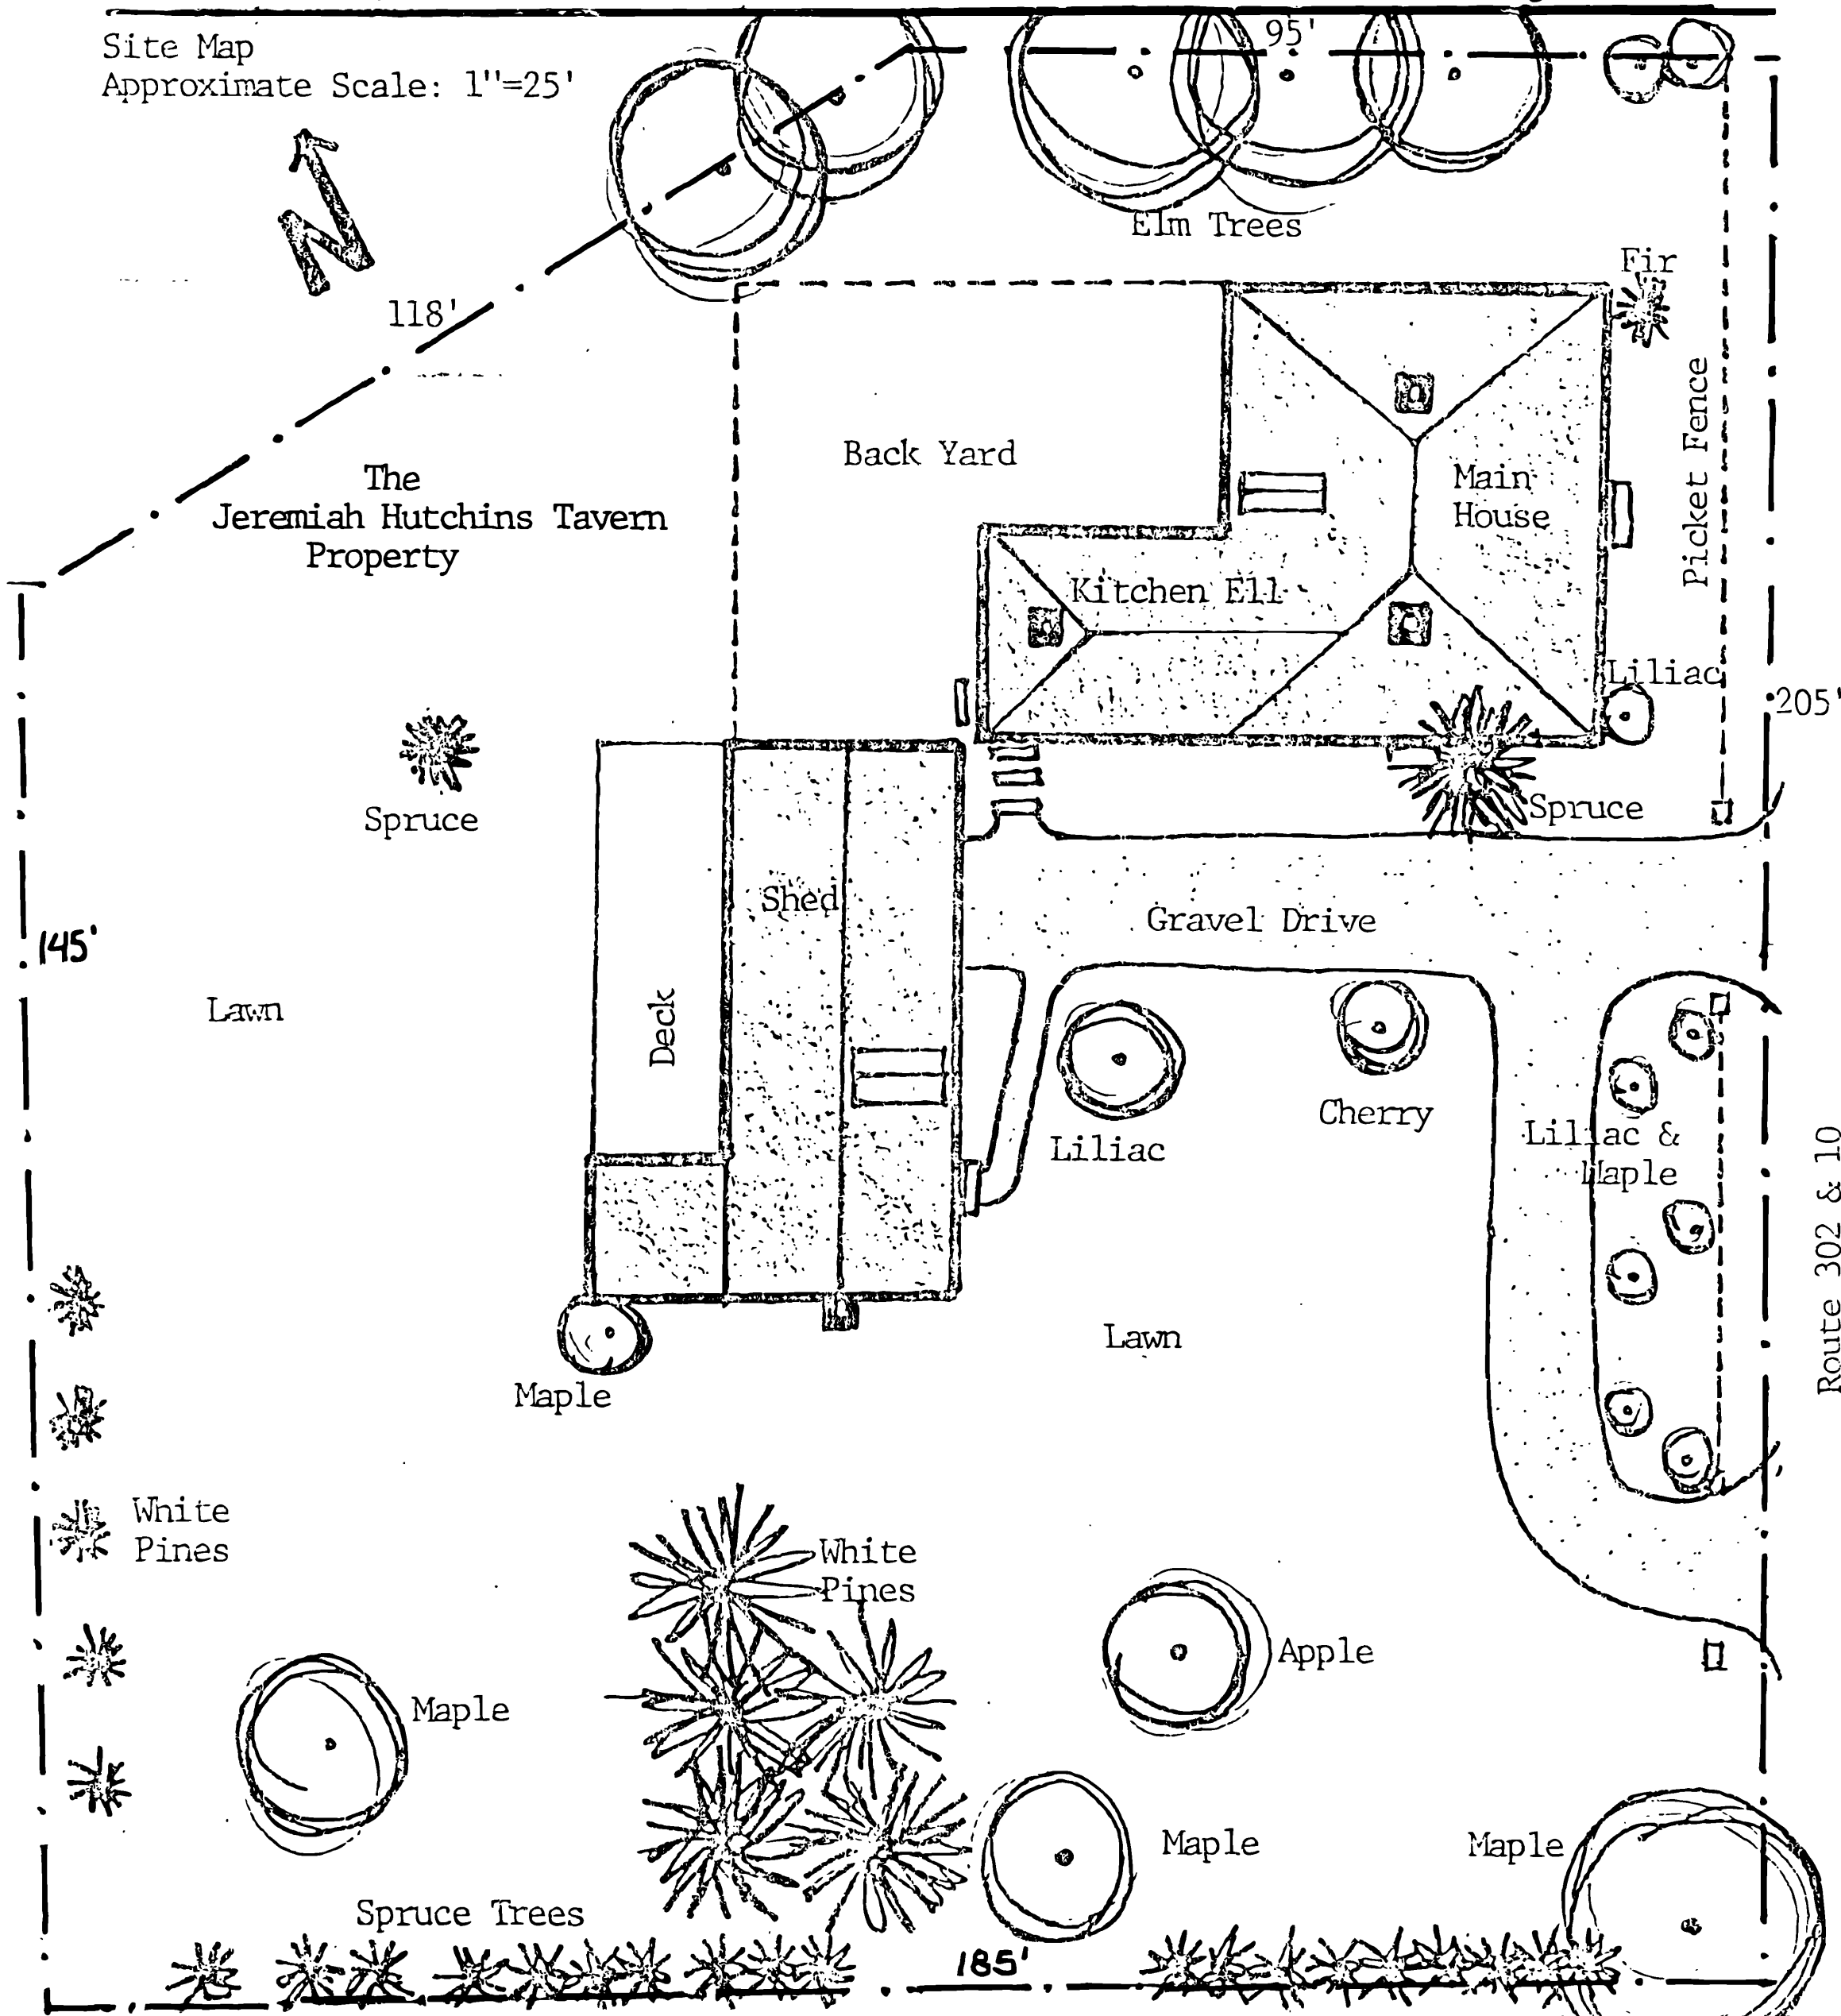 Site Map
Approximate Scale: 1"=25'
95'
Elm Trees
N
Fir
118'
Picket Fence
Back Yard
The
Jeremiah Hutchins Tavern
Property
Main
House
Kitchen Ell
Liliac
205'
Spruce
Spruce
Shed
Gravel Drive
145'
Lawn
Deck
Cherry
Liliac
Liliac &
Maple
Route 302 & 10
Lawn
Maple
White
Pines
White
Pines
Apple
Maple
Maple
Maple
Spruce Trees
185'